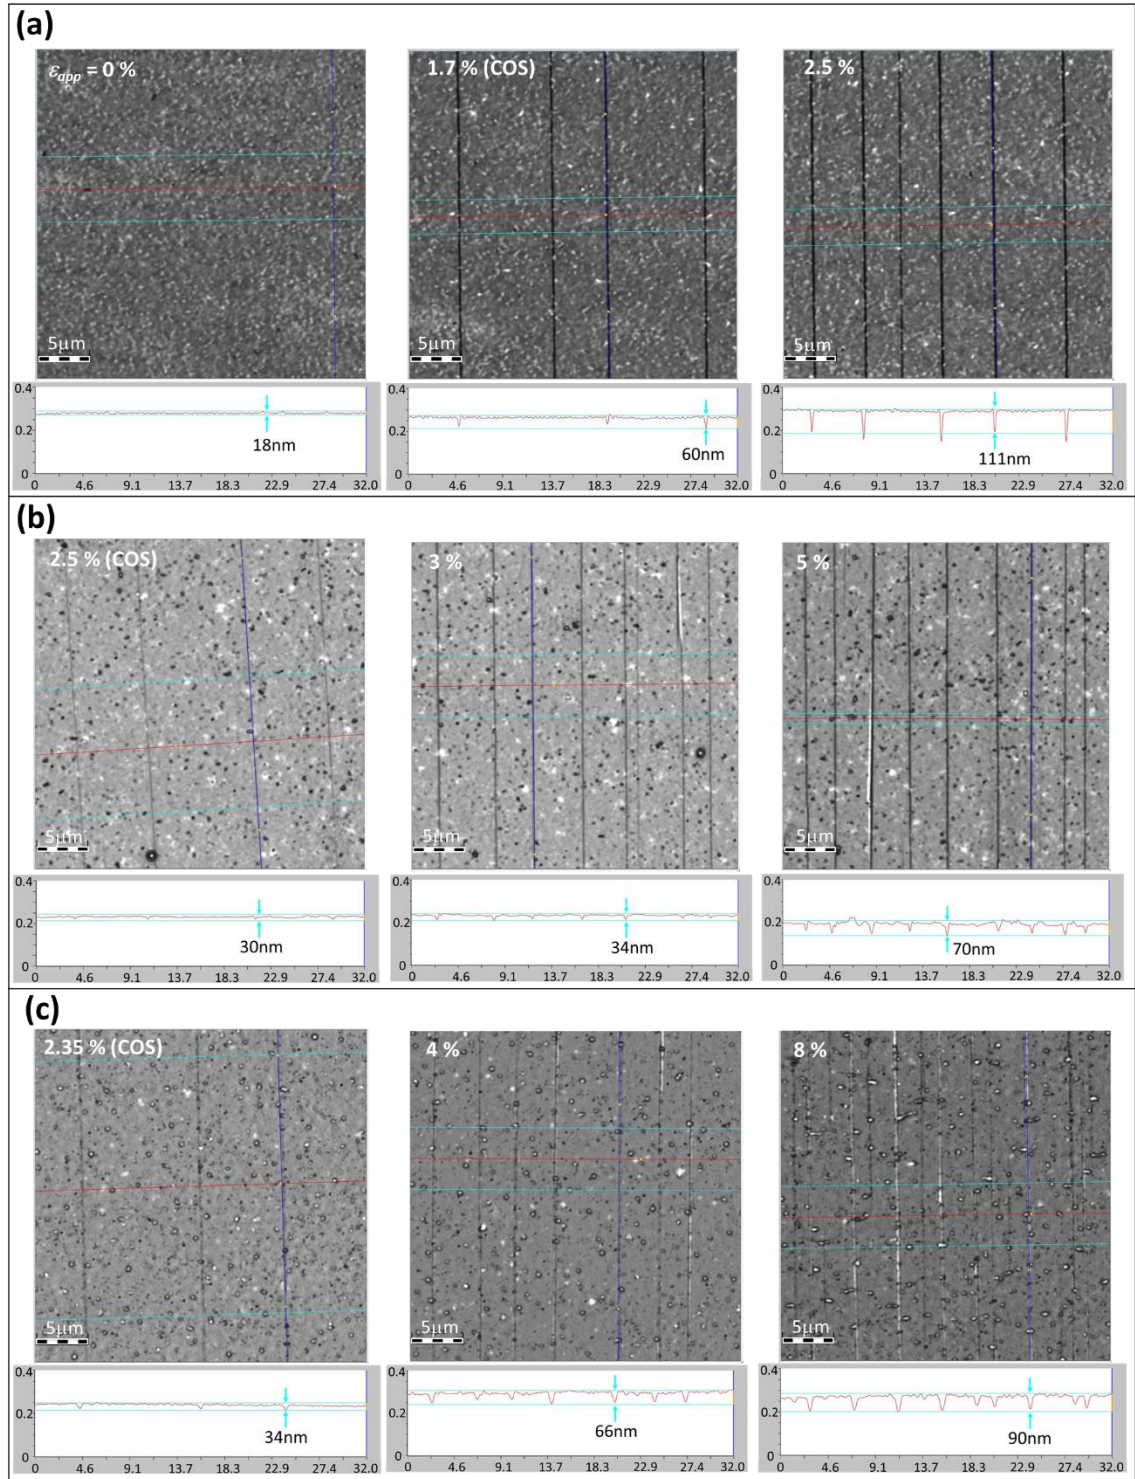 (a)
εapp = 0 %
1.7 % (COS)
2.5 %
5μm
5μm
5μm
0.4
0.2
0
18nm
0 4.6 9.1 13.7 18.3 22.9 27.4 32.0
0.4
0.2
0
60nm
0 4.6 9.1 13.7 18.3 22.9 27.4 32.0
0.4
0.2
0
111nm
0 4.6 9.1 13.7 18.3 22.9 27.4 32.0
(b)
2.5 % (COS)
3 %
5 %
5μm
5μm
5μm
0.4
0.2
0
30nm
0 4.6 9.1 13.7 18.3 22.9 27.4 32.0
0.4
0.2
0
34nm
0 4.6 9.1 13.7 18.3 22.9 27.4 32.0
0.4
0.2
0
70nm
0 4.6 9.1 13.7 18.3 22.9 27.4 32.0
(c)
2.35 % (COS)
4 %
8 %
5μm
5μm
5μm
0.4
0.2
0
34nm
0 4.6 9.1 13.7 18.3 22.9 27.4 32.0
0.4
0.2
0
66nm
0 4.6 9.1 13.7 18.3 22.9 27.4 32.0
0.4
0.2
0
90nm
0 4.6 9.1 13.7 18.3 22.9 27.4 32.0